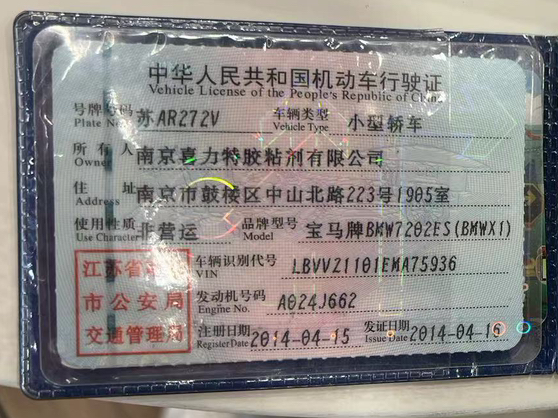 中华人民共和国机动车行驶证
Vehicle License of the People's Republic of China
号牌号码 苏AR272V 车辆类型 小型轿车
Plate No. Vehicle Type
所有人 南京喜力特胶粘剂有限公司
Owner
住址 南京市鼓楼区中山北路223号1905室
Address
使用性质 非营运 品牌型号 宝马牌BMW7202ES(BMWX1)
Use Character Model
江苏省
市公安局
交通管理局
车辆识别代号 LBVVZ1101EMA75936
VIN
发动机号码 A024J662
Engine No.
注册日期 2014-04-15 发证日期 2014-04-16
Register Date Issue Date